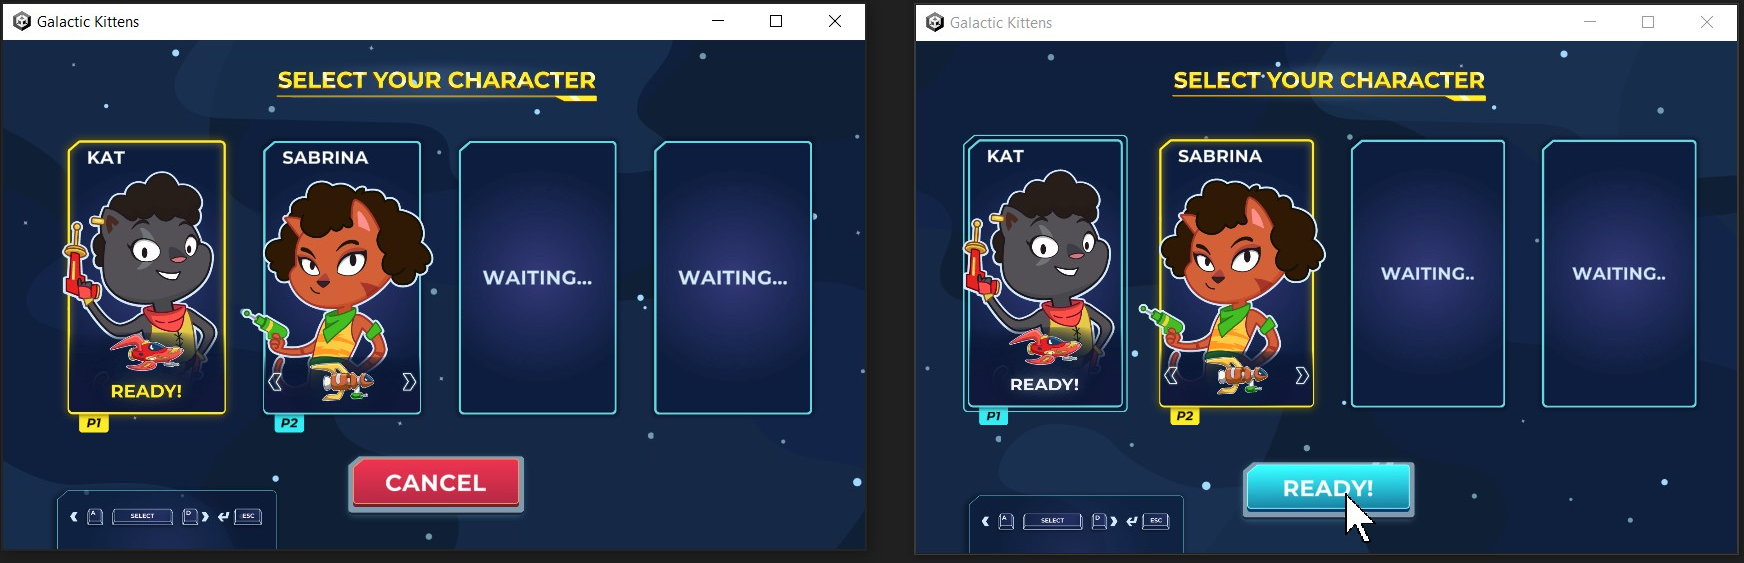 Galactic Kittens
SELECT YOUR CHARACTER
KAT
SABRINA
WAITING...
WAITING...
READY!
P1
P2
CANCEL
A
SELECT
D
ESC
Galactic Kittens
SELECT YOUR CHARACTER
KAT
SABRINA
WAITING..
WAITING..
READY!
P1
P2
READY!
A
SELECT
D
ESC